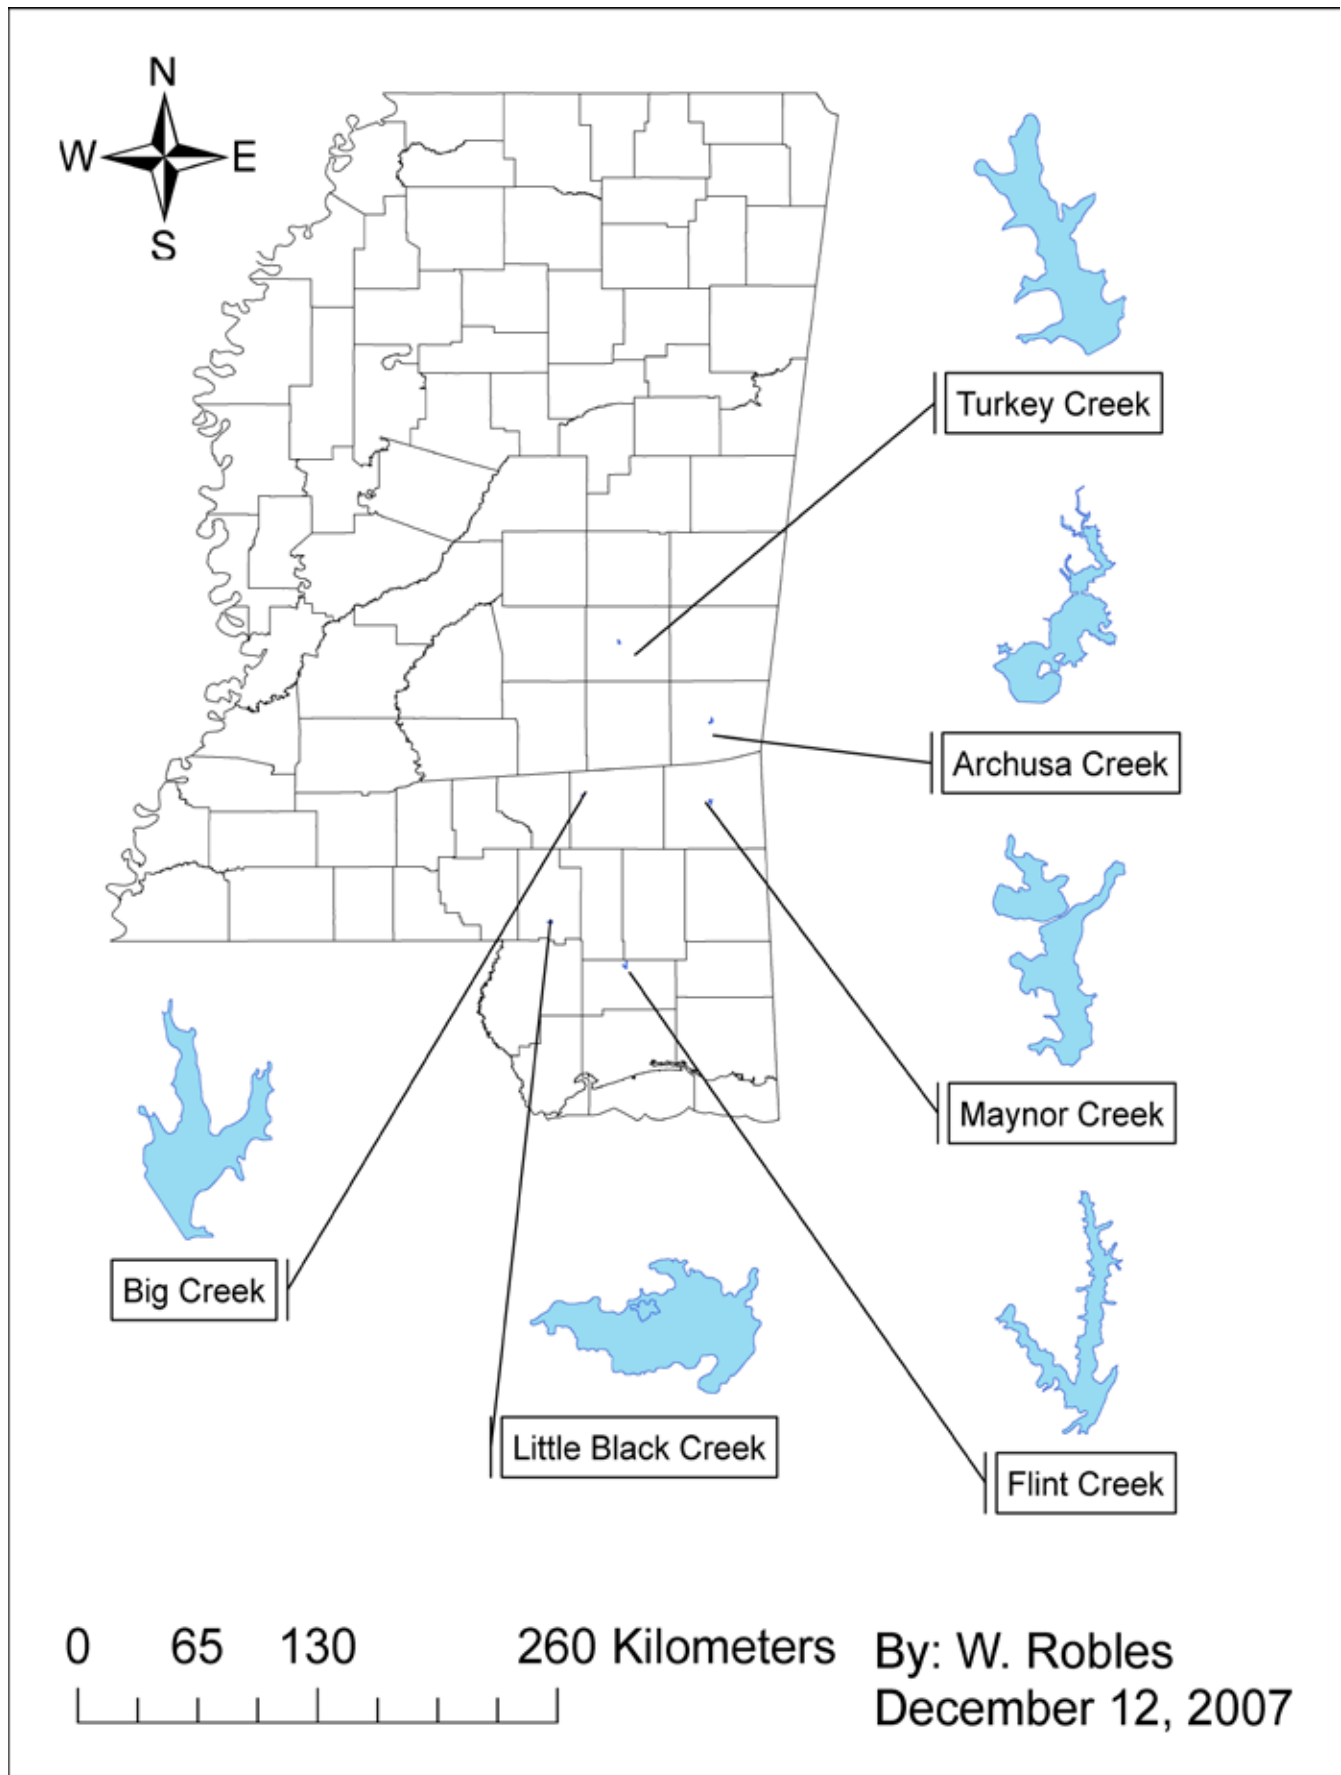 N
W E
S
Turkey Creek
Archusa Creek
Maynor Creek
Big Creek
Little Black Creek
Flint Creek
0 65 130 260 Kilometers
By: W. Robles
December 12, 2007